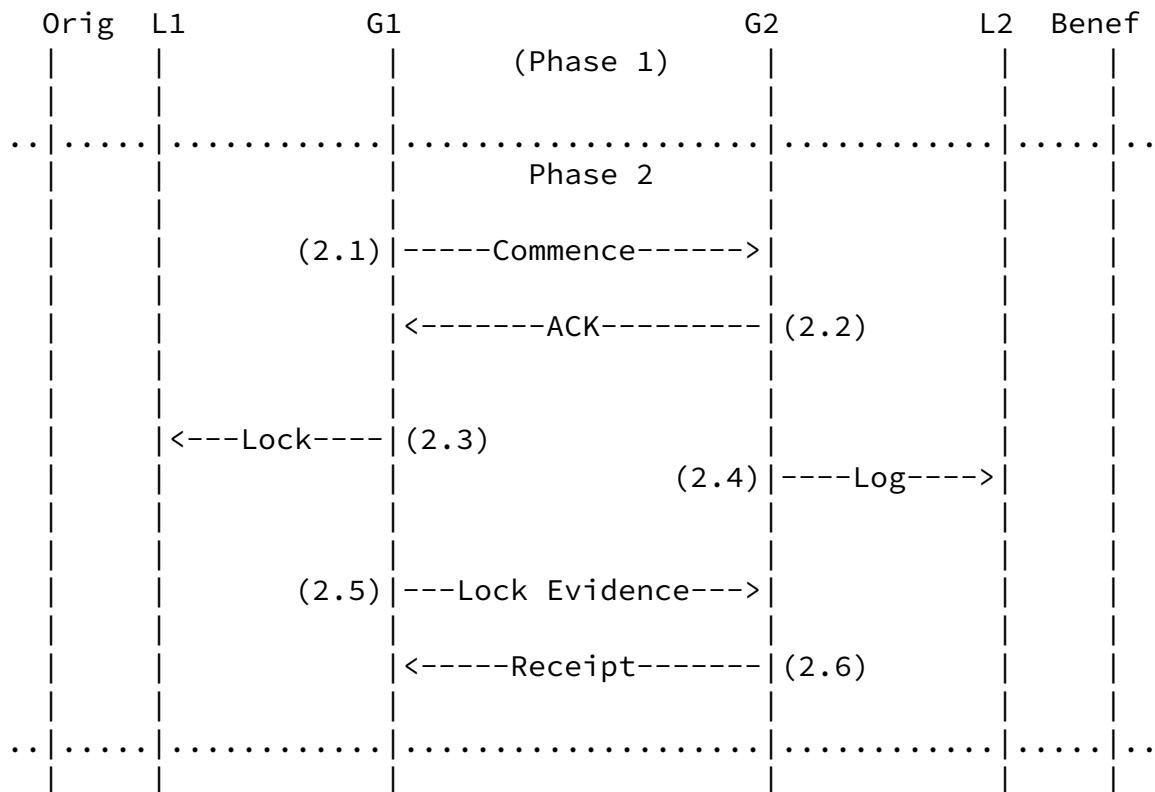 Orig L1 G1 G2 L2 Benef
(Phase 1)
Phase 2
(2.1)|-----Commence------>|
|<-------ACK---------|(2.2)
|<---Lock----|(2.3)
(2.4)|----Log---->|
(2.5)|---Lock Evidence--->|
|<-----Receipt-------|(2.6)